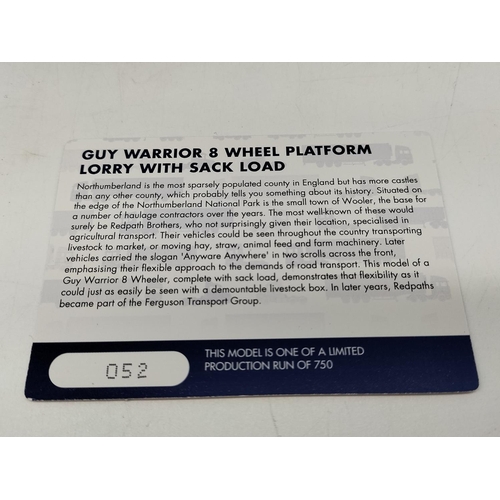 GUY WARRIOR 8 WHEEL PLATFORM
LORRY WITH SACK LOAD
Northumberland is the most sparsely populated county in England but has more castles
than any other county, which probably tells you something about its history. Situated on
the edge of the Northumberland National Park is the small town of Wooler, the base for
a number of haulage contractors over the years. The most well-known of these would
surely be Redpath Brothers, who not surprisingly given their location, specialised in
agricultural transport. Their vehicles could be seen throughout the country transporting
livestock to market, or moving hay, straw, animal feed and farm machinery. Later
vehicles carried the slogan 'Anyware Anywhere' in two scrolls across the front,
emphasising their flexible approach to the demands of road transport. This model of a
Guy Warrior 8 Wheeler, complete with sack load, demonstrates that flexibility as it
could just as easily be seen with a demountable livestock box. In later years, Redpaths
became part of the Ferguson Transport Group.
052
THIS MODEL IS ONE OF A LIMITED
PRODUCTION RUN OF 750